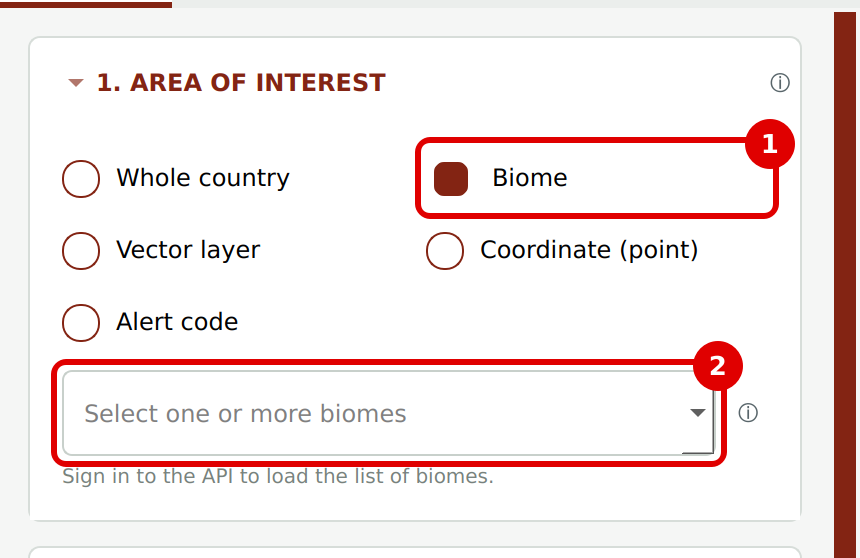 1. AREA OF INTEREST
1
Whole country
Biome
Vector layer
Coordinate (point)
Alert code
2
Select one or more biomes
Sign in to the API to load the list of biomes.